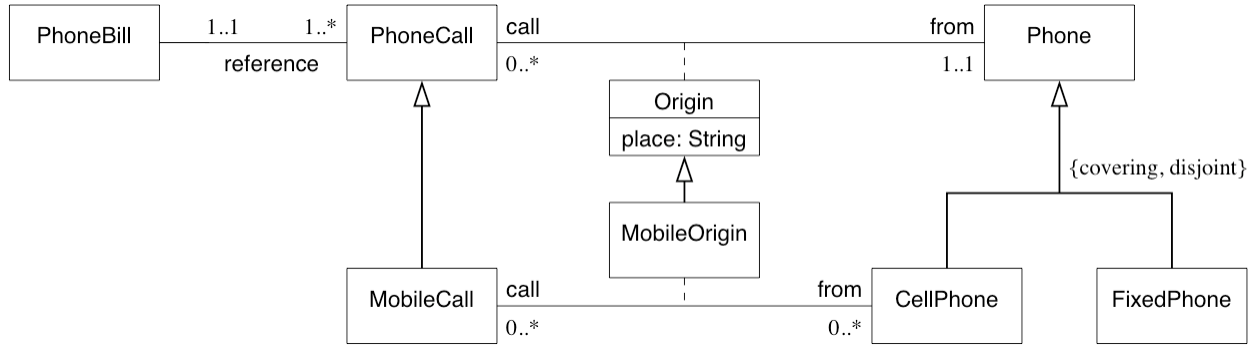 PhoneBill
1..1
1..*
reference
PhoneCall
call
0..*
from
1..1
Phone
Origin
place: String
{covering, disjoint}
MobileOrigin
MobileCall
call
0..*
from
0..*
CellPhone
FixedPhone